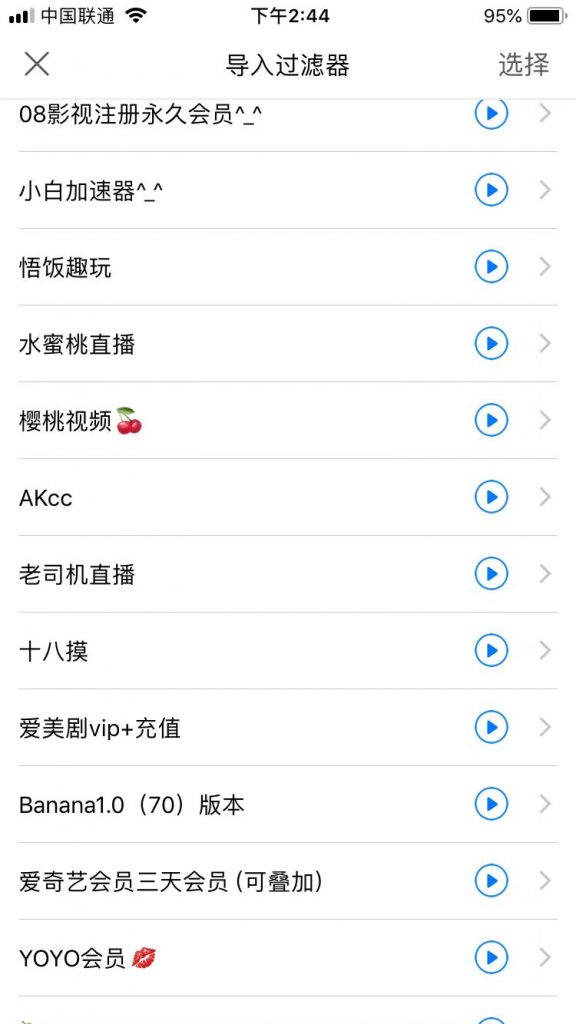 中国联通 下午2:44 95%
导入过滤器 选择
08影视注册永久会员^_^
小白加速器^_^
悟饭趣玩
水蜜桃直播
樱桃视频🍒
AKcc
老司机直播
十八摸
爱美剧vip+充值
Banana1.0（70）版本
爱奇艺会员三天会员 (可叠加)
YOYO会员💋